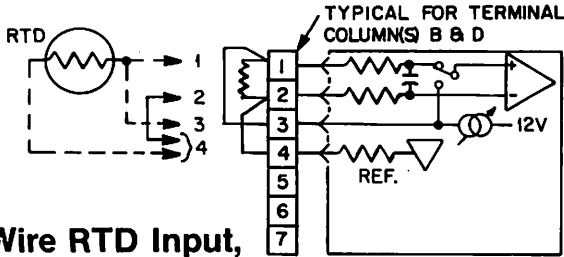 TYPICAL FOR TERMINAL
COLUMN(S) B & D
RTD
1
2
3
4
1
2
3
4
5
6
7
+
−
12V
REF.
Wire RTD Input,